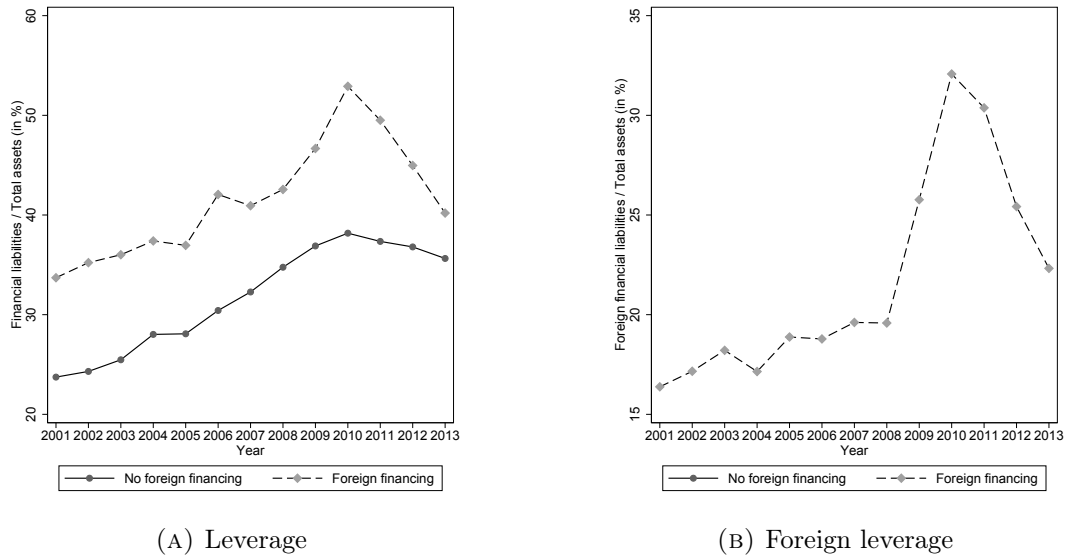 Financial liabilities / Total assets (in %)
60
50
40
30
20
2001 2002 2003 2004 2005 2006 2007 2008 2009 2010 2011 2012 2013
Year
No foreign financing Foreign financing
(A) Leverage
Foreign financial liabilities / Total assets (in %)
35
30
25
20
15
2001 2002 2003 2004 2005 2006 2007 2008 2009 2010 2011 2012 2013
Year
No foreign financing Foreign financing
(B) Foreign leverage